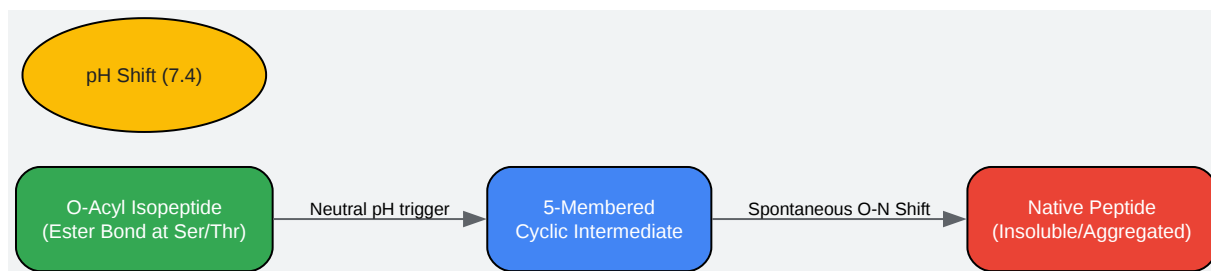 pH Shift (7.4)
O-Acyl Isopeptide
(Ester Bond at Ser/Thr)
Neutral pH trigger
5-Membered
Cyclic Intermediate
Spontaneous O-N Shift
Native Peptide
(Insoluble/Aggregated)